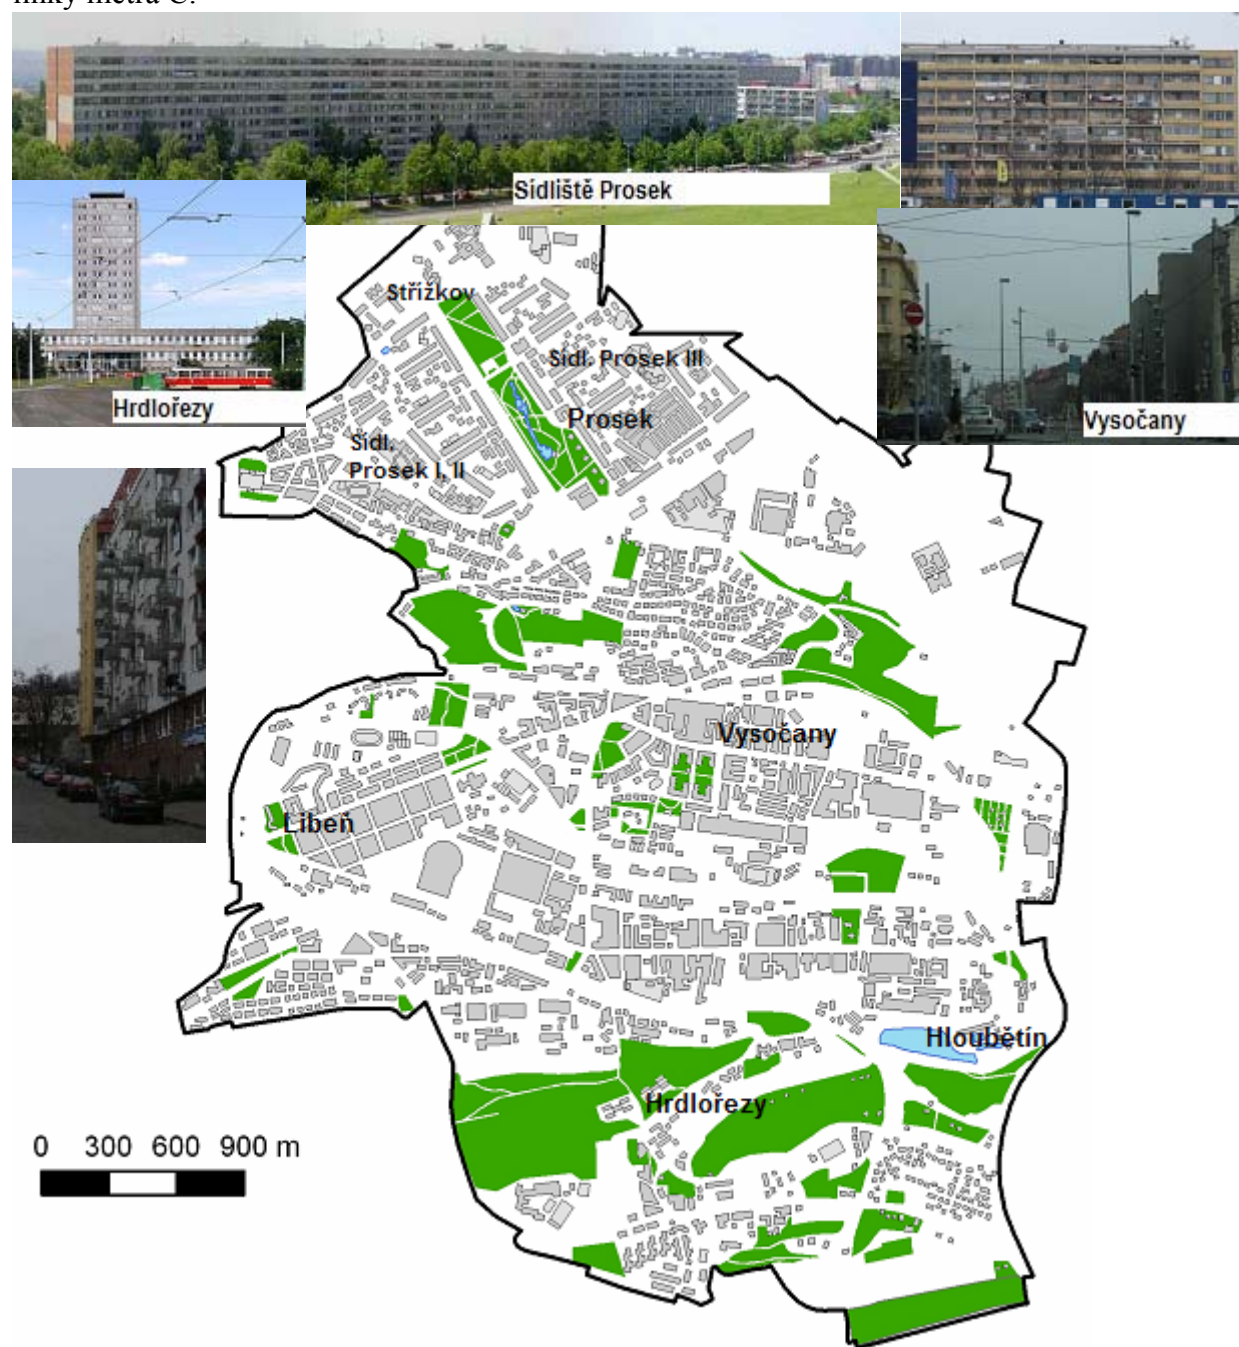 linky metra C.
Sídliště Prosek
Hrdlořezy
Vysočany
Střížkov
Sídl. Prosek III
Prosek
Sídl.
Prosek I, II
Vysočany
Libeň
Hloubětín
Hrdlořezy
0 300 600 900 m